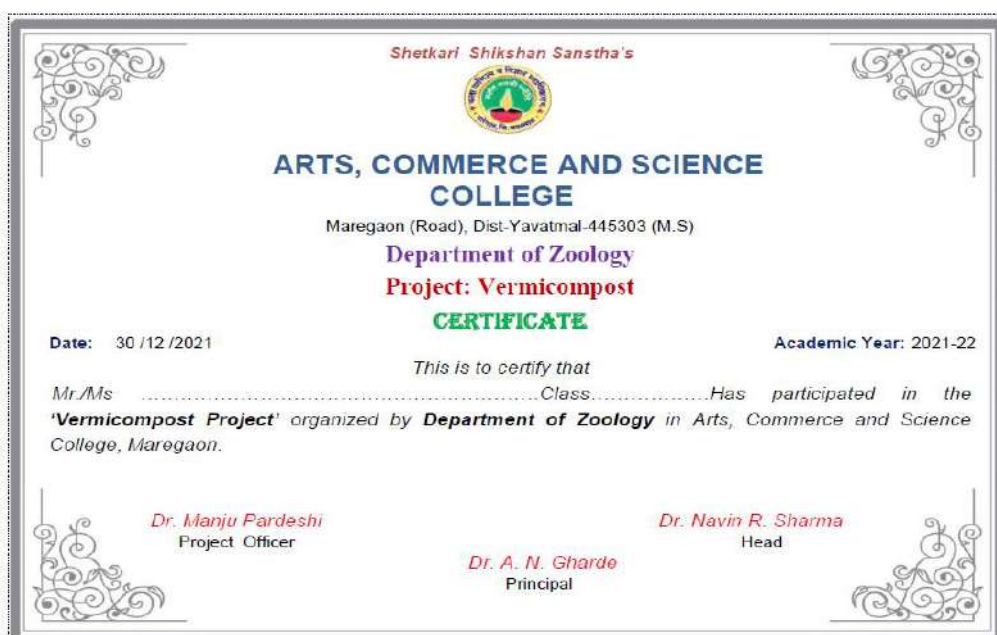 Shetkari Shikshan Sanstha's
ARTS, COMMERCE AND SCIENCE
COLLEGE
Maregaon (Road), Dist-Yavatmal-445303 (M.S)
Department of Zoology
Project: Vermicompost
CERTIFICATE
Date: 30 /12 /2021 Academic Year: 2021-22
This is to certify that
Mr./Ms ............................................................Class..................Has participated in the
'Vermicompost Project' organized by Department of Zoology in Arts, Commerce and Science
College, Maregaon.
Dr. Manju Pardeshi Dr. Navin R. Sharma
Project Officer Head
Dr. A. N. Gharde
Principal